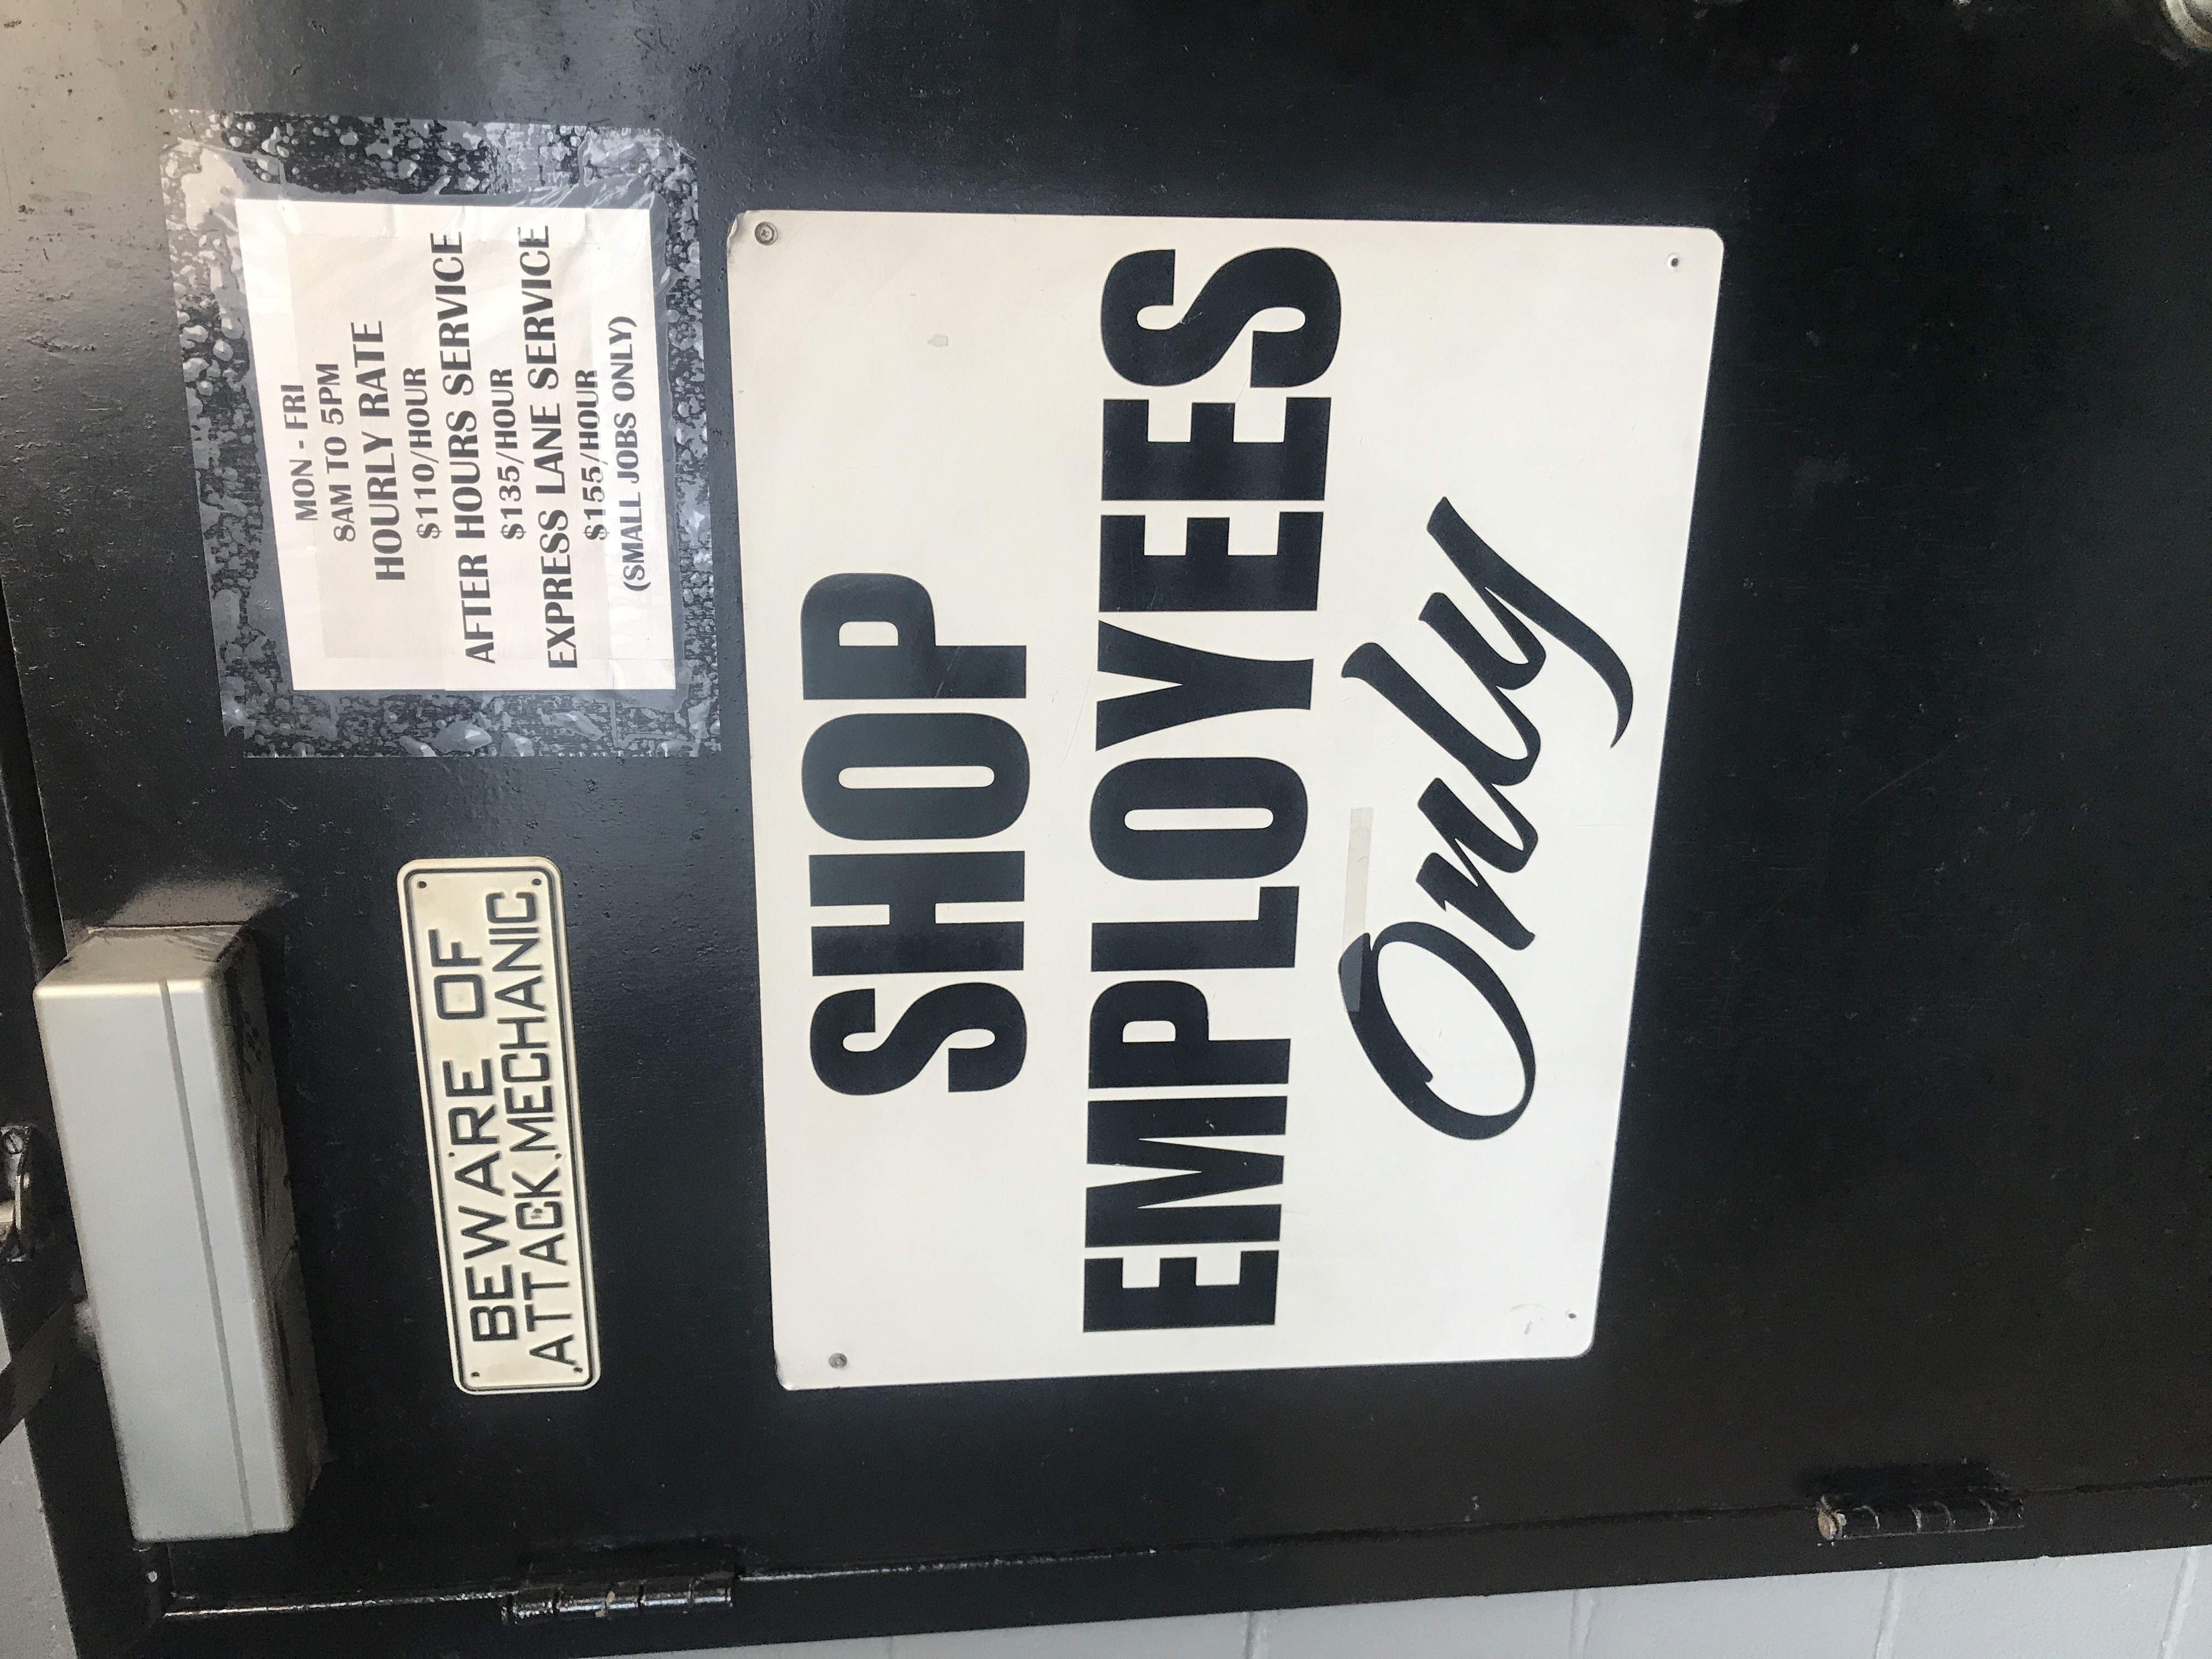 MON - FRI
8AM TO 5PM
HOURLY RATE
$110/HOUR
AFTER HOURS SERVICE
$135/HOUR
EXPRESS LANE SERVICE
$155/HOUR
(SMALL JOBS ONLY)
BEWARE OF
ATTACK MECHANIC
SHOP
EMPLOYEES
Only